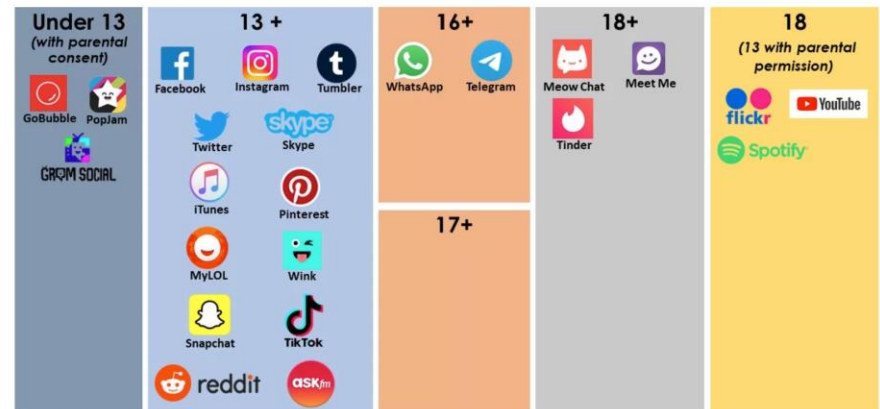 Under 13
(with parental
consent)
GoBubble
PopJam
GROM SOCIAL
13 +
Facebook
Instagram
Tumbler
Twitter
skype
Skype
iTunes
Pinterest
MyLOL
Wink
Snapchat
TikTok
reddit
ASKfm
16+
WhatsApp
Telegram
17+
18+
Meow Chat
Meet Me
Tinder
18
(13 with parental
permission)
flickr
YouTube
Spotify